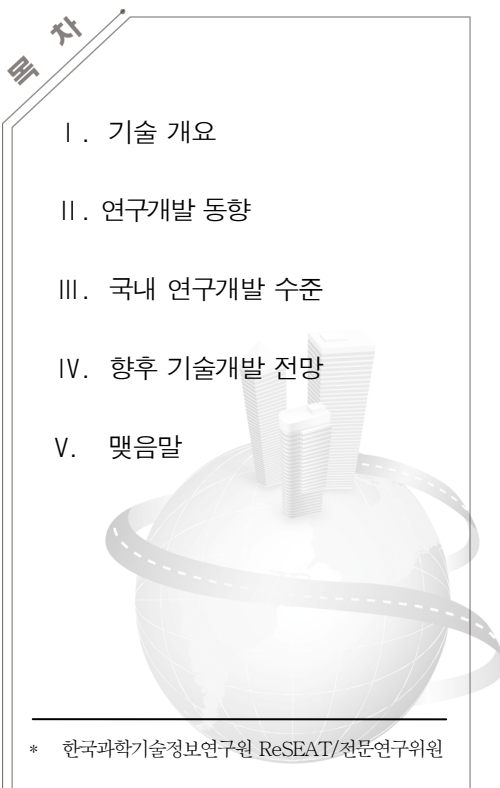 목 차
Ⅰ. 기술 개요
Ⅱ. 연구개발 동향
Ⅲ. 국내 연구개발 수준
Ⅳ. 향후 기술개발 전망
Ⅴ. 맺음말
* 한국과학기술정보연구원 ReSEAT/전문연구위원